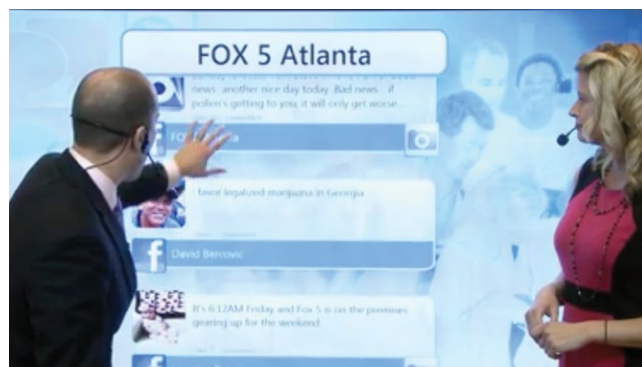 FOX 5 Atlanta
news another nice day today Bad news if
pollen's getting to you, it will only get worse...
f FO
I favor legalized marijuana in Georgia
f David Bercovic
It's 6:12AM Friday and Fox 5 is on the premises
gearing up for the weekend
f